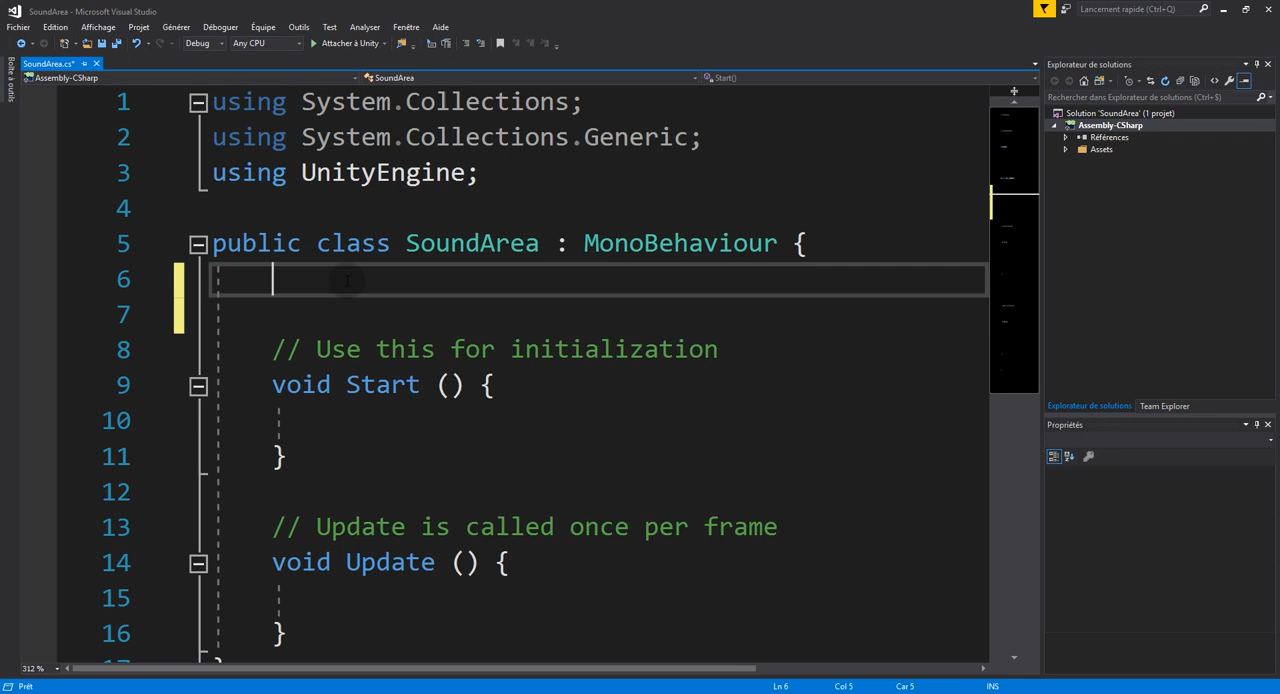 SoundArea - Microsoft Visual Studio
Lancement rapide (Ctrl+Q)
Fichier Edition Affichage Projet Générer Déboguer Équipe Outils Test Analyser Fenêtre Aide
Debug Any CPU Attacher à Unity
Boîte à outils
SoundArea.cs*
Assembly-CSharp SoundArea Start()
1 using System.Collections;
2 using System.Collections.Generic;
3 using UnityEngine;
4
5 public class SoundArea : MonoBehaviour {
6
7
8 // Use this for initialization
9 void Start () {
10
11 }
12
13 // Update is called once per frame
14 void Update () {
15
16 }
17 }
312 %
Explorateur de solutions
Rechercher dans Explorateur de solutions (Ctrl+$)
Solution 'SoundArea' (1 projet)
Assembly-CSharp
Références
Assets
Explorateur de solutions Team Explorer
Propriétés
Prêt Ln 6 Col 5 Car 5 INS